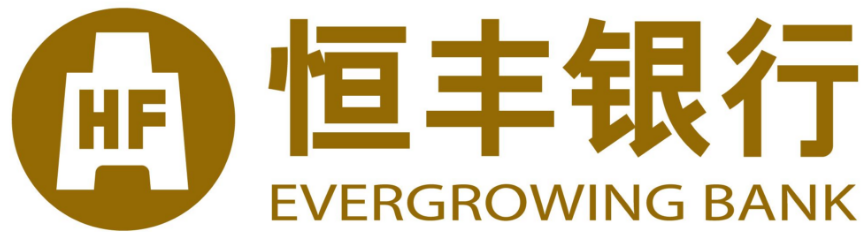 HF
恒丰银行
EVERGROWING BANK